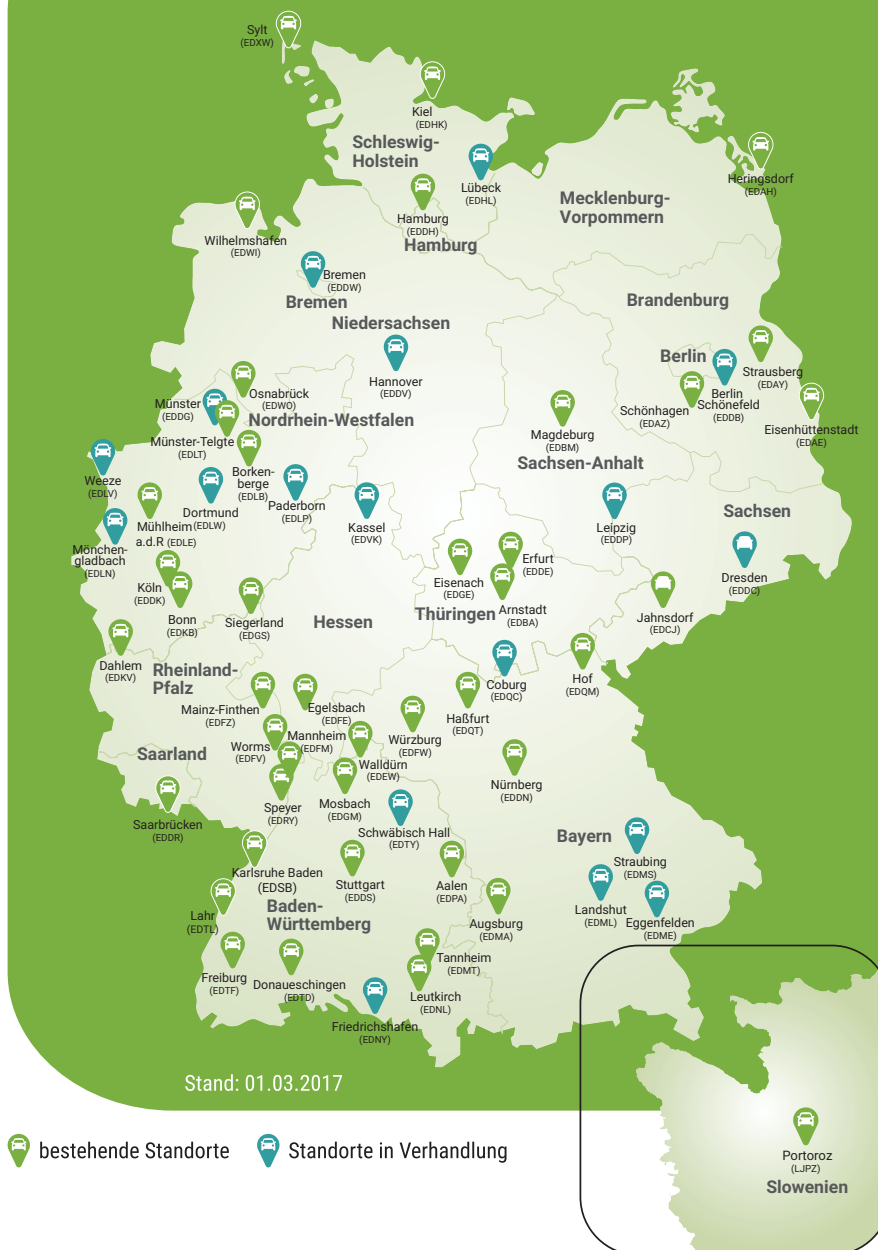 Sylt
(EDXW)
Kiel
(EDHK)
Schleswig-
Holstein
Lübeck
(EDHL)
Heringsdorf
(EDAH)
Mecklenburg-
Vorpommern
Hamburg
(EDDH)
Hamburg
Wilhelmshafen
(EDWI)
Bremen
(EDDW)
Bremen
Niedersachsen
Brandenburg
Hannover
(EDDV)
Berlin
Strausberg
(EDAY)
Berlin
Schönefeld
(EDDB)
Schönhagen
(EDAZ)
Eisenhüttenstadt
(EDAE)
Osnabrück
(EDWO)
Münster
(EDDG)
Nordrhein-Westfalen
Münster-Telgte
(EDLT)
Magdeburg
(EDBM)
Sachsen-Anhalt
Borken-
berge
(EDLB)
Weeze
(EDLV)
Paderborn
(EDLP)
Dortmund
(EDLW)
Mühlheim
a.d.R (EDLE)
Kassel
(EDVK)
Leipzig
(EDDP)
Sachsen
Mönchen-
gladbach
(EDLN)
Dresden
(EDDC)
Erfurt
(EDDE)
Eisenach
(EDGE)
Köln
(EDDK)
Bonn
(EDKB)
Siegerland
(EDGS)
Hessen
Thüringen
Arnstadt
(EDBA)
Jahnsdorf
(EDCJ)
Dahlem
(EDKV)
Rheinland-
Pfalz
Coburg
(EDQC)
Hof
(EDQM)
Mainz-Finthen
(EDFZ)
Egelsbach
(EDFE)
Haßfurt
(EDQT)
Würzburg
(EDFW)
Worms
(EDFV)
Mannheim
(EDFM)
Saarland
Walldürn
(EDEW)
Nürnberg
(EDDN)
Speyer
(EDRY)
Mosbach
(EDGM)
Saarbrücken
(EDDR)
Schwäbisch Hall
(EDTY)
Bayern
Straubing
(EDMS)
Karlsruhe Baden
(EDSB)
Stuttgart
(EDDS)
Aalen
(EDPA)
Lahr
(EDTL)
Baden-
Württemberg
Augsburg
(EDMA)
Landshut
(EDML)
Eggenfelden
(EDME)
Freiburg
(EDTF)
Donaueschingen
(EDTD)
Tannheim
(EDMT)
Leutkirch
(EDNL)
Friedrichshafen
(EDNY)
Stand: 01.03.2017
bestehende Standorte
Standorte in Verhandlung
Portoroz
(LJPZ)
Slowenien